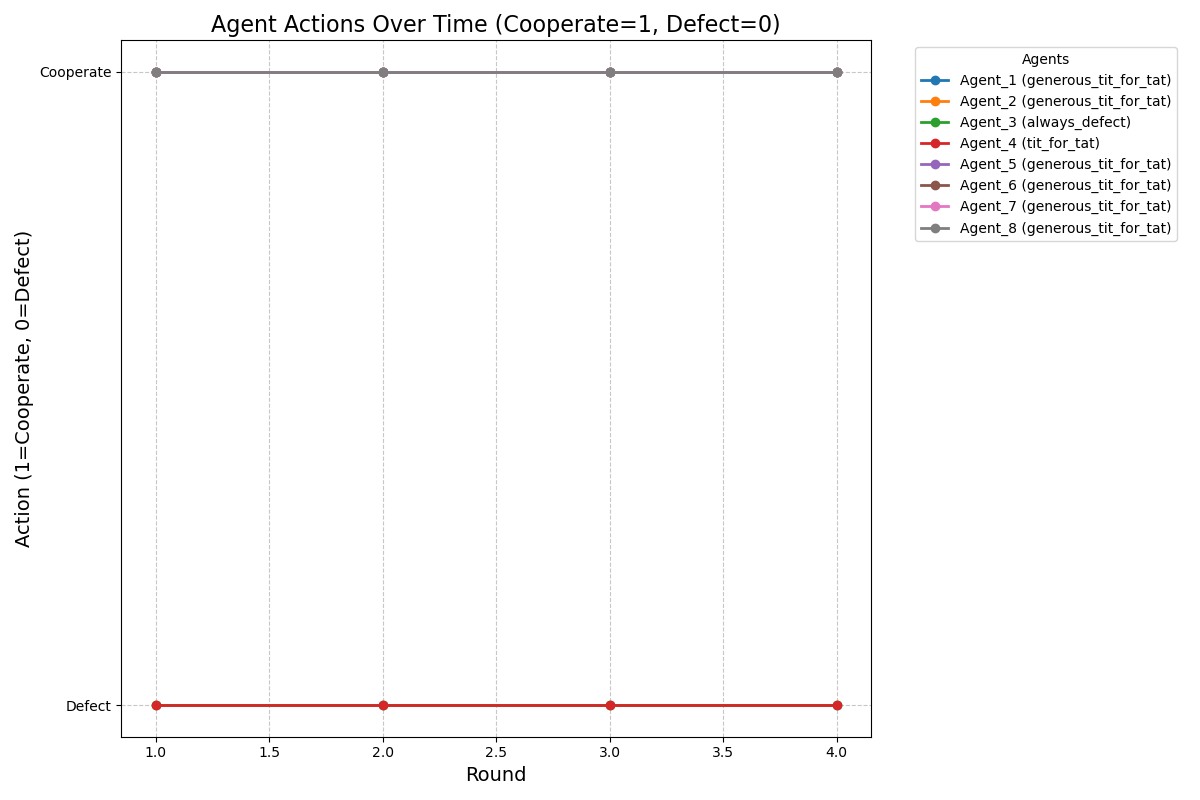 Agent Actions Over Time (Cooperate=1, Defect=0)
Cooperate
Defect
Action (1=Cooperate, 0=Defect)
1.0 1.5 2.0 2.5 3.0 3.5 4.0
Round
Agents
Agent_1 (generous_tit_for_tat)
Agent_2 (generous_tit_for_tat)
Agent_3 (always_defect)
Agent_4 (tit_for_tat)
Agent_5 (generous_tit_for_tat)
Agent_6 (generous_tit_for_tat)
Agent_7 (generous_tit_for_tat)
Agent_8 (generous_tit_for_tat)